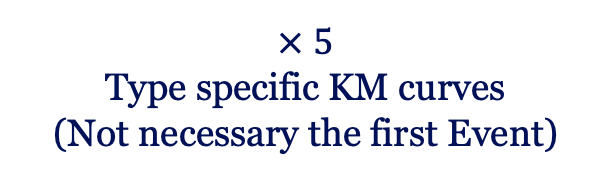 × 5
Type specific KM curves
(Not necessary the first Event)